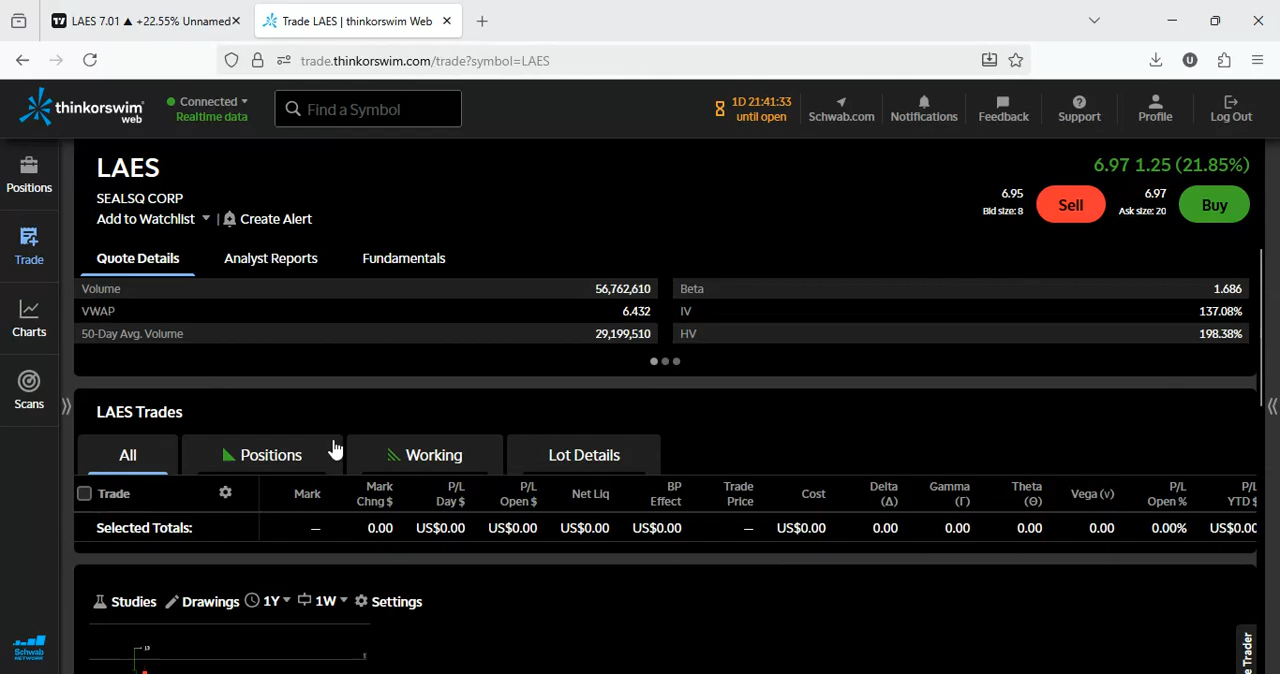 LAES 7.01 ▲ +22.55% Unnamed
Trade LAES | thinkorswim Web
trade.thinkorswim.com/trade?symbol=LAES
thinkorswim
web
Connected
Realtime data
Find a Symbol
1D 21:41:33
until open
Schwab.com
Notifications
Feedback
Support
Profile
Log Out
Positions
Trade
Charts
Scans
Schwab
NETWORK
LAES
6.97 1.25 (21.85%)
SEALSQ CORP
6.95
Bid size: 8
Sell
6.97
Ask size: 20
Buy
Add to Watchlist
Create Alert
Quote Details
Analyst Reports
Fundamentals
Volume 56,762,610
Beta 1.686
VWAP 6.432
IV 137.08%
50-Day Avg. Volume 29,199,510
HV 198.38%
LAES Trades
All
Positions
Working
Lot Details
Trade
Mark
Mark
Chng $
P/L
Day $
P/L
Open $
Net Liq
BP
Effect
Trade
Price
Cost
Delta
(Δ)
Gamma
(Γ)
Theta
(Θ)
Vega (ν)
P/L
Open %
P/L
YTD $
Selected Totals: — 0.00 US$0.00 US$0.00 US$0.00 US$0.00 — US$0.00 0.00 0.00 0.00 0.00 0.00% US$0.00
Studies
Drawings
1Y
1W
Settings
13
e Trader